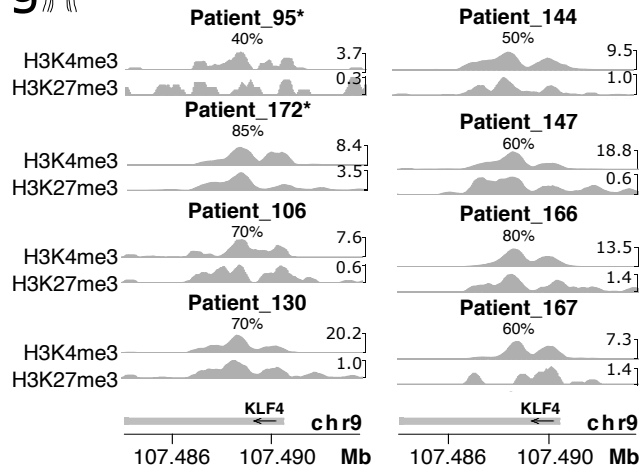 g
Patient_95*
40%
H3K4me3 3.7
H3K27me3 0.3
Patient_172*
85%
H3K4me3 8.4
H3K27me3 3.5
Patient_106
70%
H3K4me3 7.6
H3K27me3 0.6
Patient_130
70%
H3K4me3 20.2
H3K27me3 1.0
KLF4
chr9
107.486 107.490 Mb
Patient_144
50%
9.5
1.0
Patient_147
60%
18.8
0.6
Patient_166
80%
13.5
1.4
Patient_167
60%
7.3
1.4
KLF4
chr9
107.486 107.490 Mb